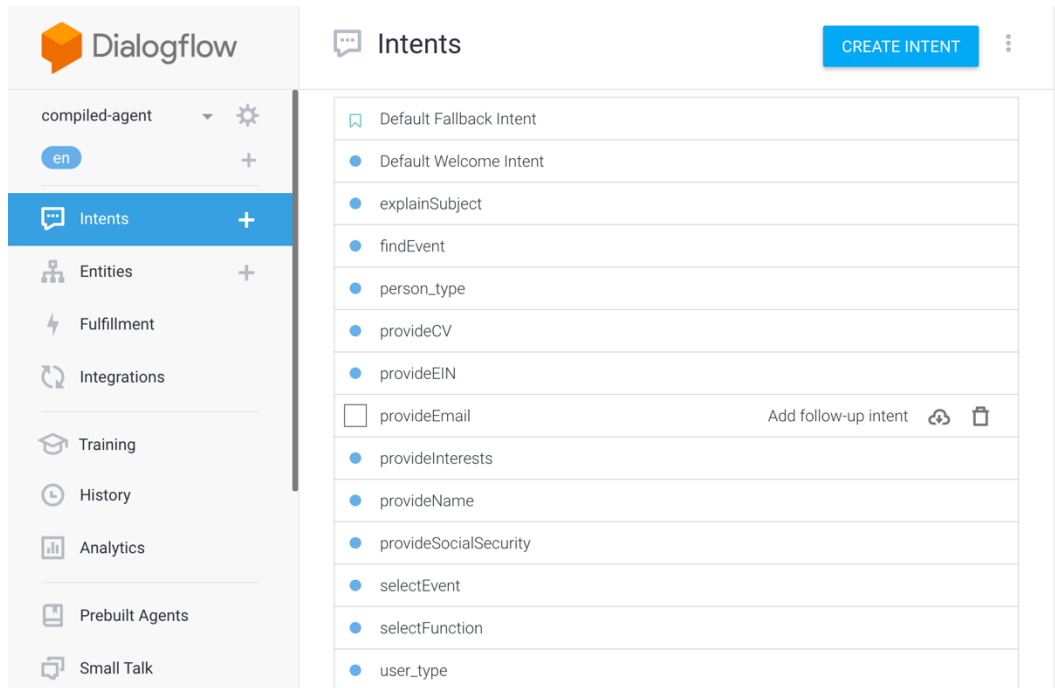 Dialogflow
compiled-agent
en
Intents
Entities
Fulfillment
Integrations
Training
History
Analytics
Prebuilt Agents
Small Talk
Intents
CREATE INTENT
Default Fallback Intent
Default Welcome Intent
explainSubject
findEvent
person_type
provideCV
provideEIN
provideEmail Add follow-up intent
provideInterests
provideName
provideSocialSecurity
selectEvent
selectFunction
user_type